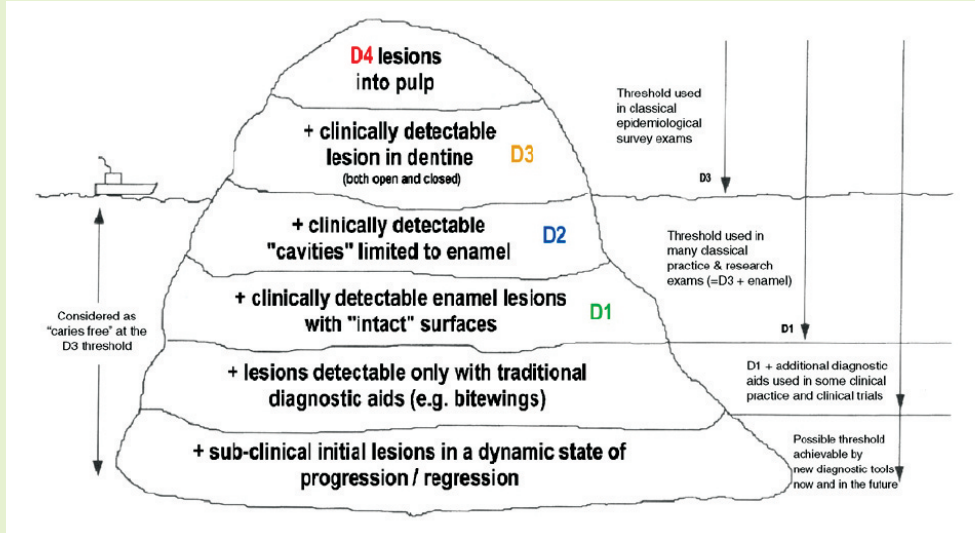 D4 lesions
into pulp
+ clinically detectable
lesion in dentine
(both open and closed)
D3
+ clinically detectable
"cavities" limited to enamel
D2
+ clinically detectable enamel lesions
with "intact" surfaces
D1
+ lesions detectable only with traditional
diagnostic aids (e.g. bitewings)
+ sub-clinical initial lesions in a dynamic state of
progression / regression
Considered as
"caries free" at the
D3 threshold
Threshold used
in classical
epidemiological
survey exams
D3
Threshold used in
many classical
practice & research
exams (=D3 + enamel)
D1
D1 + additional diagnostic
aids used in some clinical
practice and clinical trials
Possible threshold
achievable by
new diagnostic tools
now and in the future